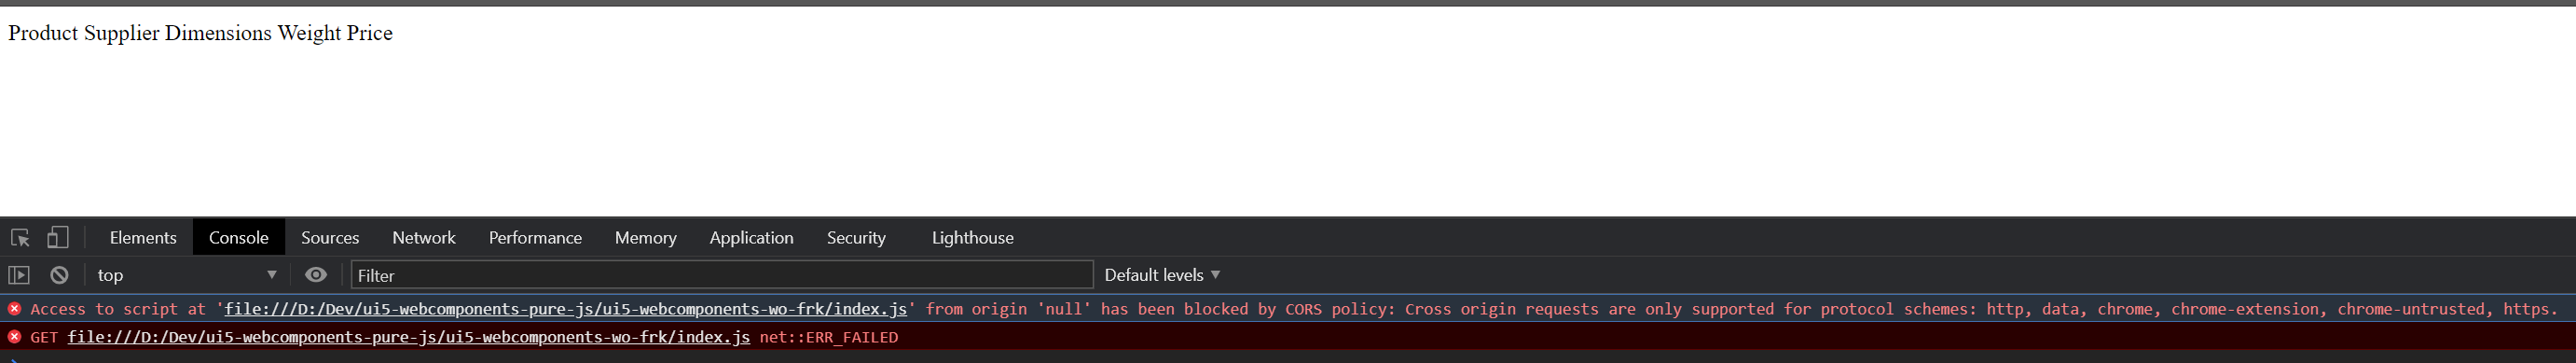 Product Supplier Dimensions Weight Price
Elements Console Sources Network Performance Memory Application Security Lighthouse
top Filter Default levels
Access to script at 'file:///D:/Dev/ui5-webcomponents-pure-js/ui5-webcomponents-wo-frk/index.js' from origin 'null' has been blocked by CORS policy: Cross origin requests are only supported for protocol schemes: http, data, chrome, chrome-extension, chrome-untrusted, https.
GET file:///D:/Dev/ui5-webcomponents-pure-js/ui5-webcomponents-wo-frk/index.js net::ERR_FAILED